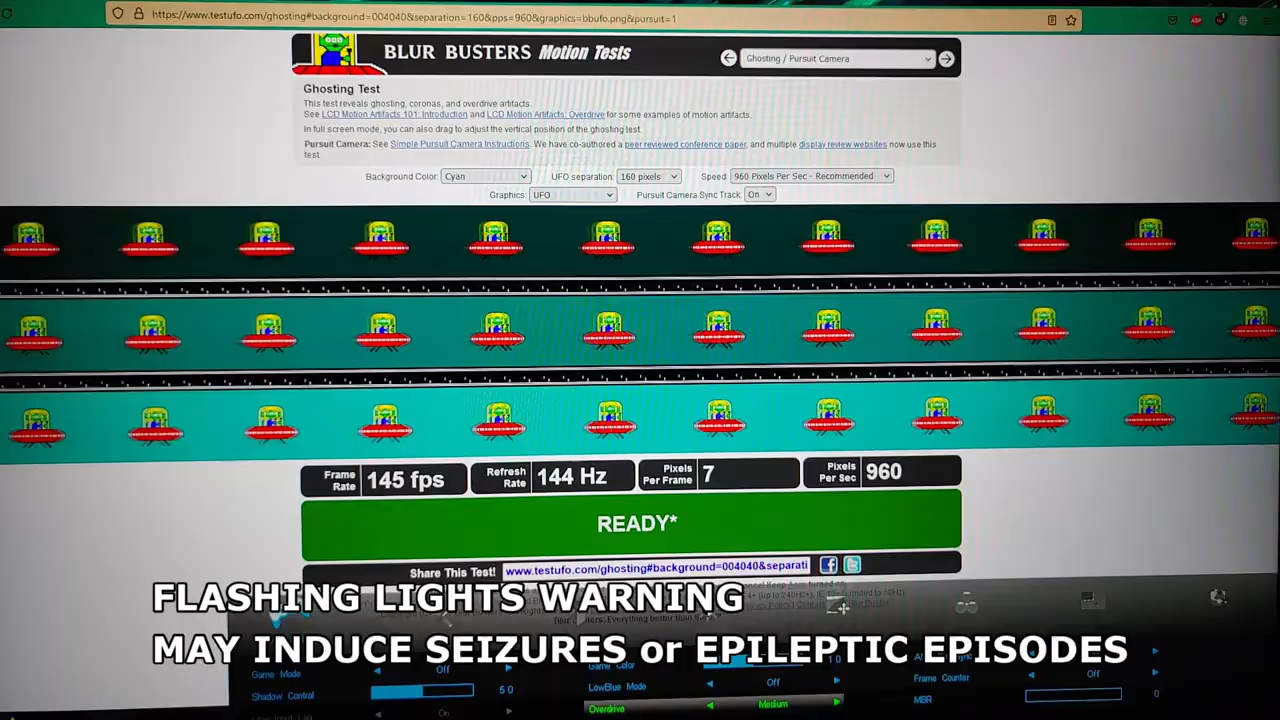 https://www.testufo.com/ghosting#background=004040&separation=160&pps=960&graphics=bbufo.png&pursuit=1
BLUR BUSTERS Motion Tests
Ghosting / Pursuit Camera
Ghosting Test
This test reveals ghosting, coronas, and overdrive artifacts.
See LCD Motion Artifacts 101: Introduction and LCD Motion Artifacts: Overdrive for some examples of motion artifacts.
In full screen mode, you can also drag to adjust the vertical position of the ghosting test.
Pursuit Camera: See Simple Pursuit Camera Instructions. We have co-authored a peer reviewed conference paper, and multiple display review websites now use this
test
Background Color: Cyan UFO separation: 160 pixels Speed: 960 Pixels Per Sec - Recommended
Graphics: UFO Pursuit Camera Sync Track: On
Frame Rate 145 fps Refresh Rate 144 Hz Pixels Per Frame 7 Pixels Per Sec 960
READY*
Share This Test! www.testufo.com/ghosting#background=004040&separati
FLASHING LIGHTS WARNING
MAY INDUCE SEIZURES or EPILEPTIC EPISODES
Game Mode Off Game Color 10
Shadow Control 50 LowBlue Mode Off Frame Counter Off
On Overdrive Medium MBR 0